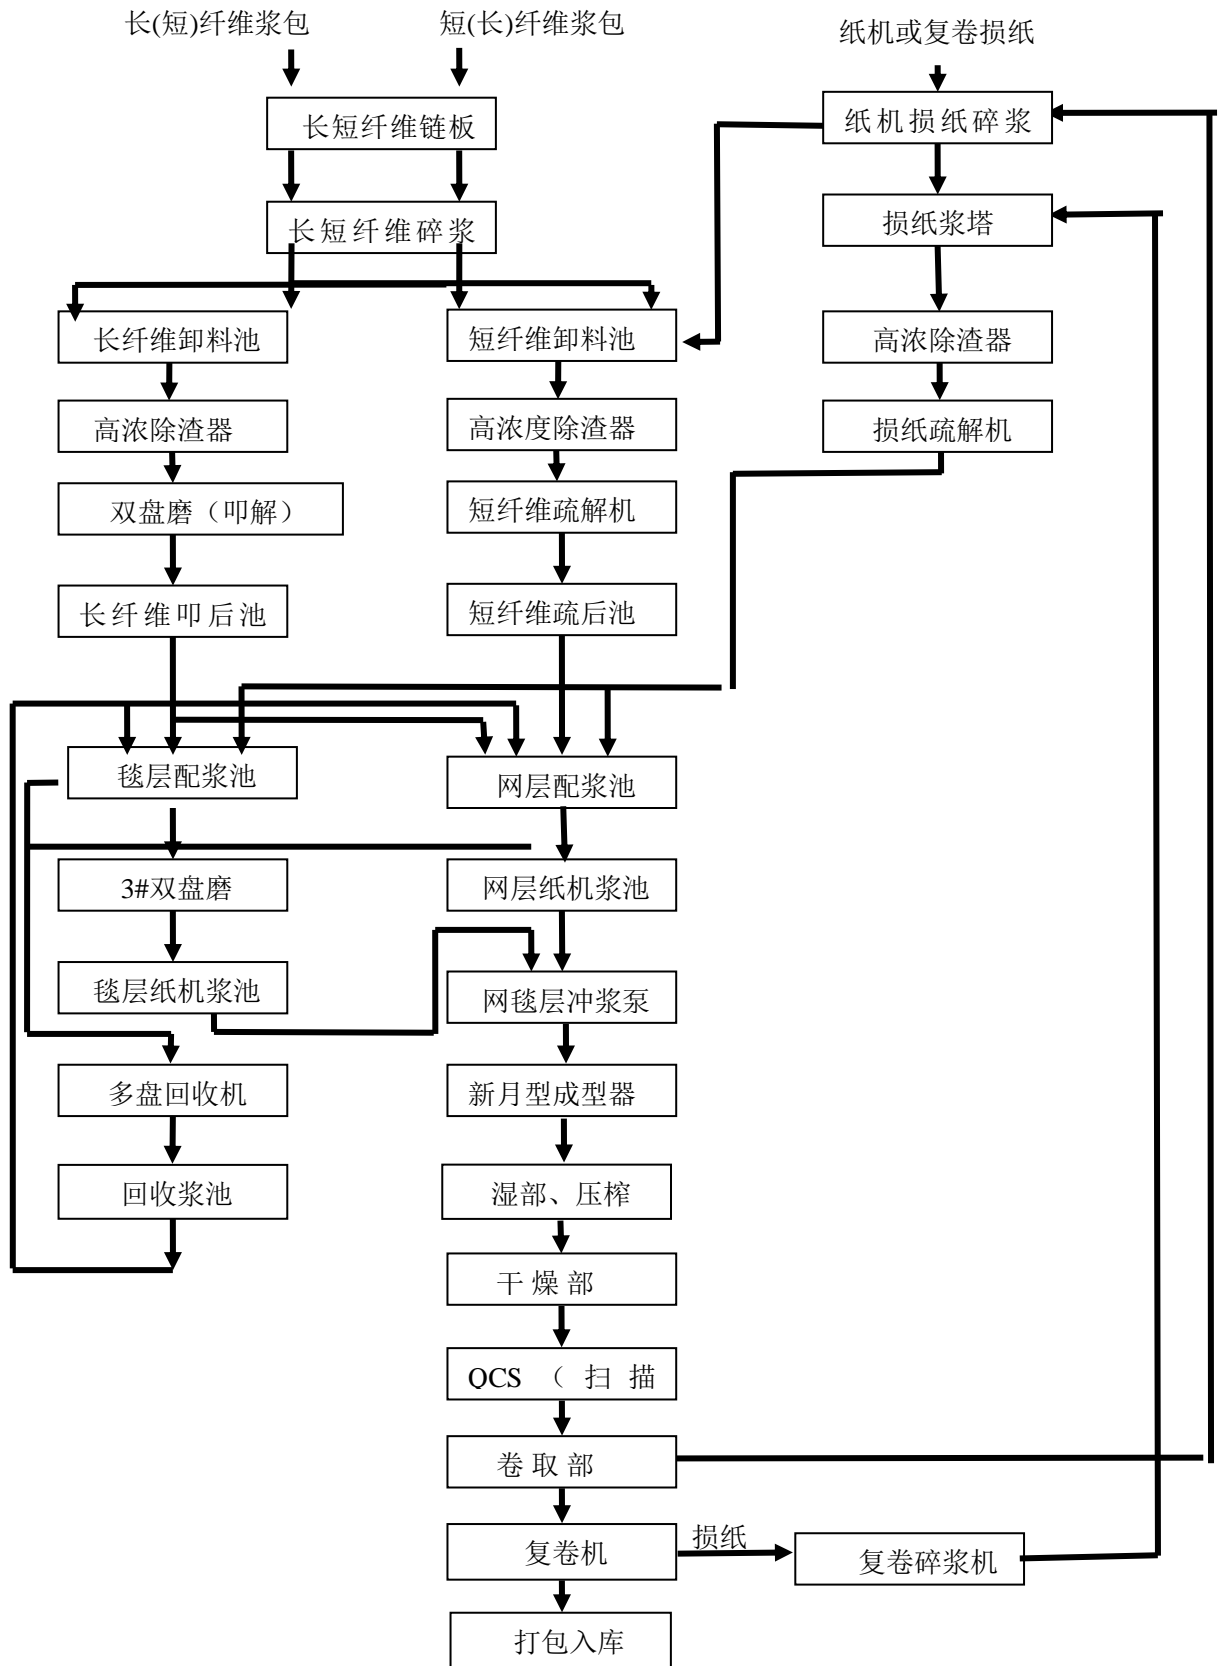 长(短)纤维浆包
短(长)纤维浆包
纸机或复卷损纸
长短纤维链板
纸机损纸碎浆
长短纤维碎浆
损纸浆塔
长纤维卸料池
短纤维卸料池
高浓除渣器
高浓除渣器
高浓度除渣器
损纸疏解机
双盘磨（叩解）
短纤维疏解机
长纤维叩后池
短纤维疏后池
毯层配浆池
网层配浆池
3#双盘磨
网层纸机浆池
毯层纸机浆池
网毯层冲浆泵
多盘回收机
新月型成型器
回收浆池
湿部、压榨
干燥部
QCS（扫描
卷取部
复卷机
损纸
复卷碎浆机
打包入库